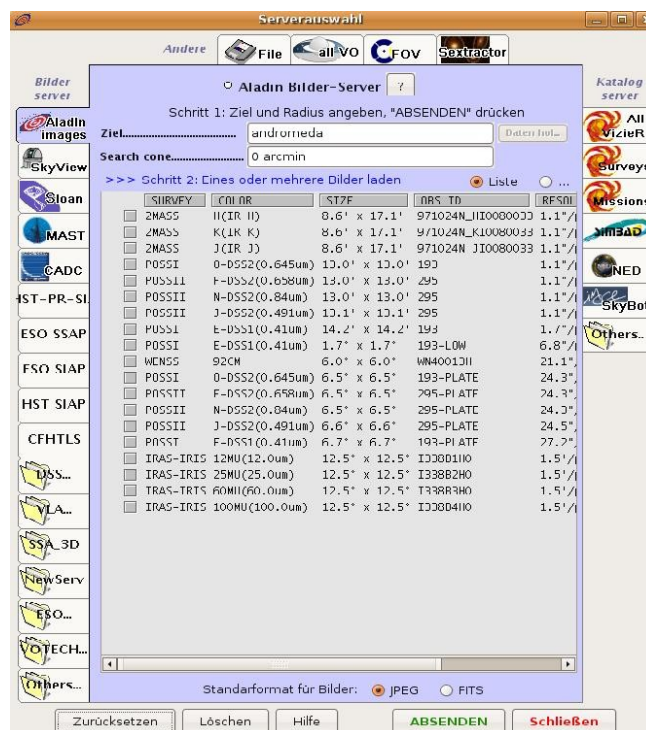 Serverauswahl
Andere File all VO FOV Sextractor
Bilder server
Katalog server
Aladin Bilder-Server ?
Schritt 1: Ziel und Radius angeben, "ABSENDEN" drücken
Ziel andromeda Daten hol...
Search cone 0 arcmin
>>> Schritt 2: Eines oder mehrere Bilder laden Liste ...
SURVEY COLOR SIZE OBS_ID RESOL
2MASS H(IR H) 8.6' x 17.1' 1.1"/
2MASS K(IR K) 8.6' x 17.1' 1.1"/
2MASS J(IR J) 8.6' x 17.1' 1.1"/
POSSI 0-DSS2(0.645um) 13.0' x 13.0' 193 1.1"/
POSSII F-DSS2(0.658um) 13.0' x 13.0' 295 1.1"/
POSSII N-DSS2(0.84um) 13.0' x 13.0' 295 1.1"/
POSSII J-DSS2(0.491um) 13.1' x 13.1' 295 1.1"/
POSSI E-DSS1(0.41um) 14.2' x 14.2' 193 1.7"/
POSSI E-DSS1(0.41um) 1.7° x 1.7° 193-LOW 6.8"/
WENSS 92CM 6.0° x 6.0° 21.1"
POSSI 0-DSS2(0.645um) 6.5° x 6.5° 193-PLATE 24.3"
POSSII F-DSS2(0.658um) 6.5° x 6.5° 295-PLATE 24.3"
POSSII N-DSS2(0.84um) 6.5° x 6.5° 295-PLATE 24.3"
POSSII J-DSS2(0.491um) 6.6° x 6.6° 295-PLATE 24.5"
POSSI E-DSS1(0.41um) 6.7° x 6.7° 193-PLATE 27.2"
IRAS-IRIS 12MU(12.0um) 12.5° x 12.5° I338B1H0 1.5'/
IRAS-IRIS 25MU(25.0um) 12.5° x 12.5° I338B2H0 1.5'/
IRAS-IRIS 60MU(60.0um) 12.5° x 12.5° I338B3H0 1.5'/
IRAS-IRIS 100MU(100.0um) 12.5° x 12.5° I338B4H0 1.5'/
Aladin images
SkyView
Sloan
MAST
CADC
HST-PR-SI
ESO SSAP
ESO SIAP
HST SIAP
CFHTLS
DSS...
VLA...
SSA_3D
NewServ
ESO...
VOTECH...
Others...
All VizieR
Surveys
Missions
SIMBAD
NED
SkyBot
Others..
Standarformat für Bilder: JPEG FITS
Zurücksetzen Löschen Hilfe ABSENDEN Schließen